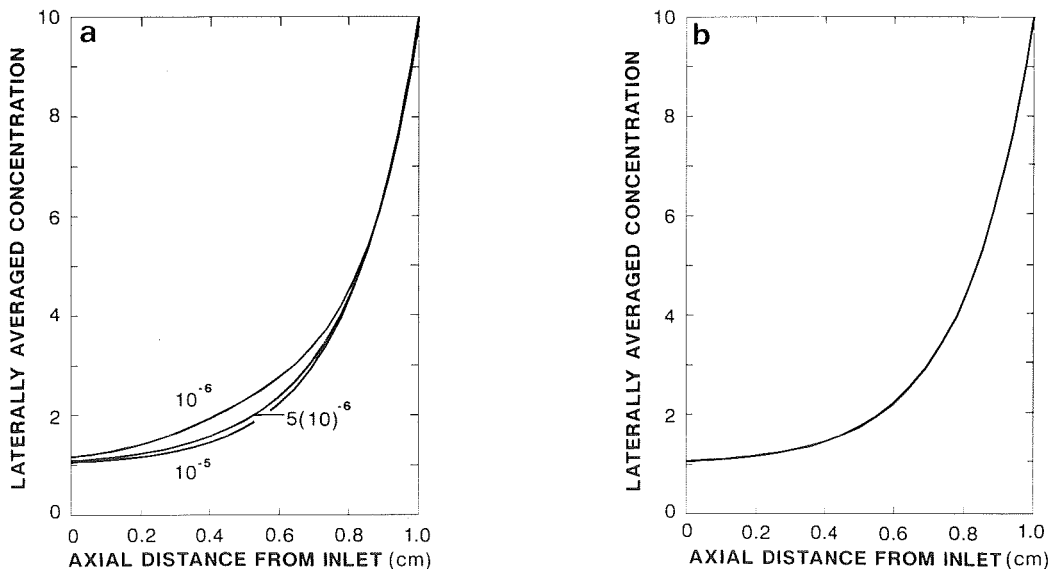 a
LATERALLY AVERAGED CONCENTRATION
10
8
6
4
2
0
10^-6
5(10)^-6
10^-5
0 0.2 0.4 0.6 0.8 1.0
AXIAL DISTANCE FROM INLET (cm)
b
LATERALLY AVERAGED CONCENTRATION
10
8
6
4
2
0
0 0.2 0.4 0.6 0.8 1.0
AXIAL DISTANCE FROM INLET (cm)